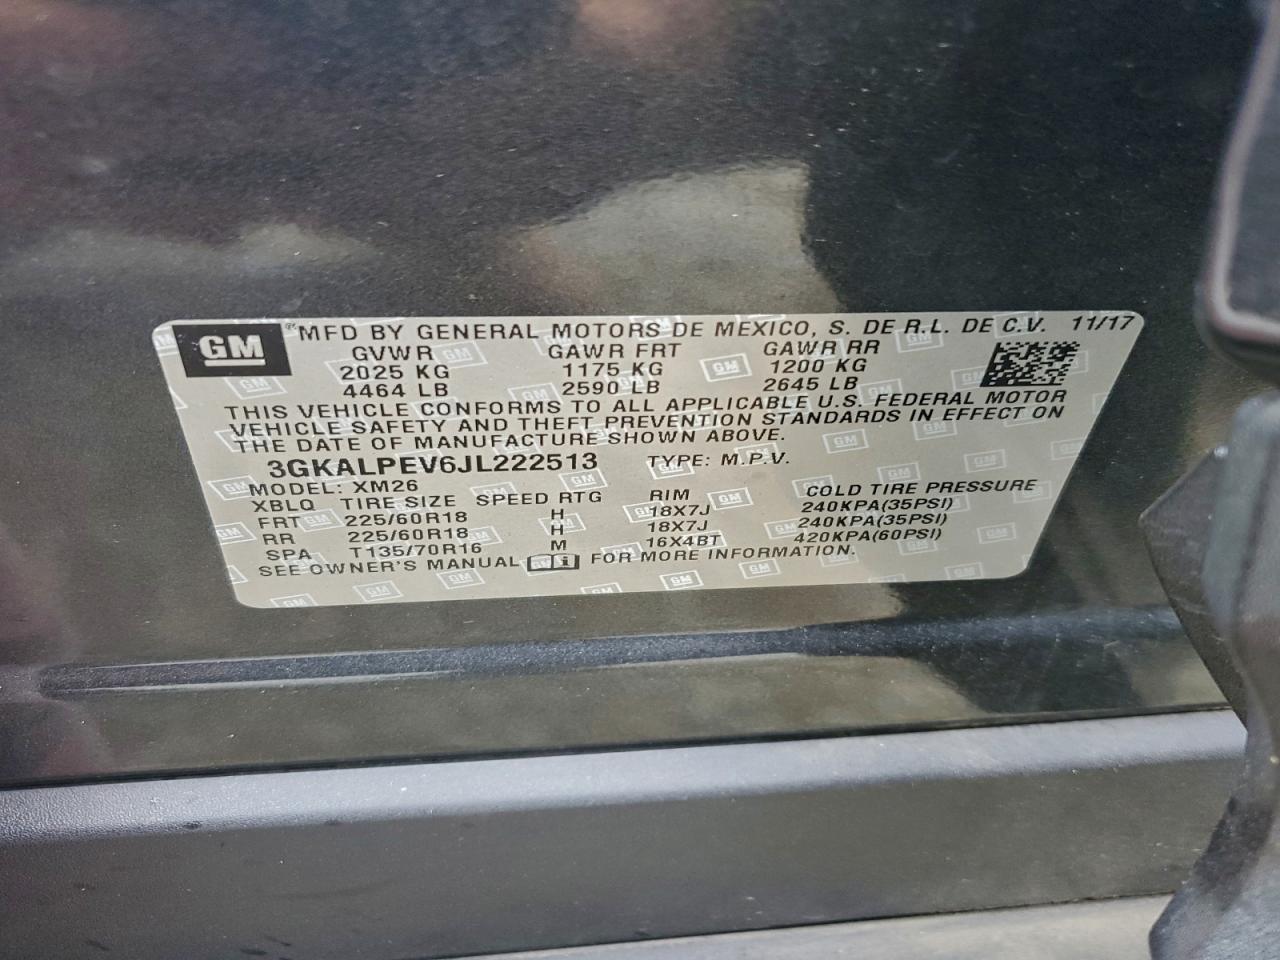 GM ® MFD BY GENERAL MOTORS DE MEXICO, S. DE R.L. DE C.V. 11/17
GVWR GAWR FRT GAWR RR
2025 KG 1175 KG 1200 KG
4464 LB 2590 LB 2645 LB
THIS VEHICLE CONFORMS TO ALL APPLICABLE U.S. FEDERAL MOTOR
VEHICLE SAFETY AND THEFT PREVENTION STANDARDS IN EFFECT ON
THE DATE OF MANUFACTURE SHOWN ABOVE.
3GKALPEV6JL222513 TYPE: M.P.V.
MODEL: XM26
XBLQ TIRE SIZE SPEED RTG RIM COLD TIRE PRESSURE
FRT 225/60R18 H 18X7J 240KPA(35PSI)
RR 225/60R18 H 18X7J 240KPA(35PSI)
SPA T135/70R16 M 16X4BT 420KPA(60PSI)
SEE OWNER'S MANUAL i FOR MORE INFORMATION.